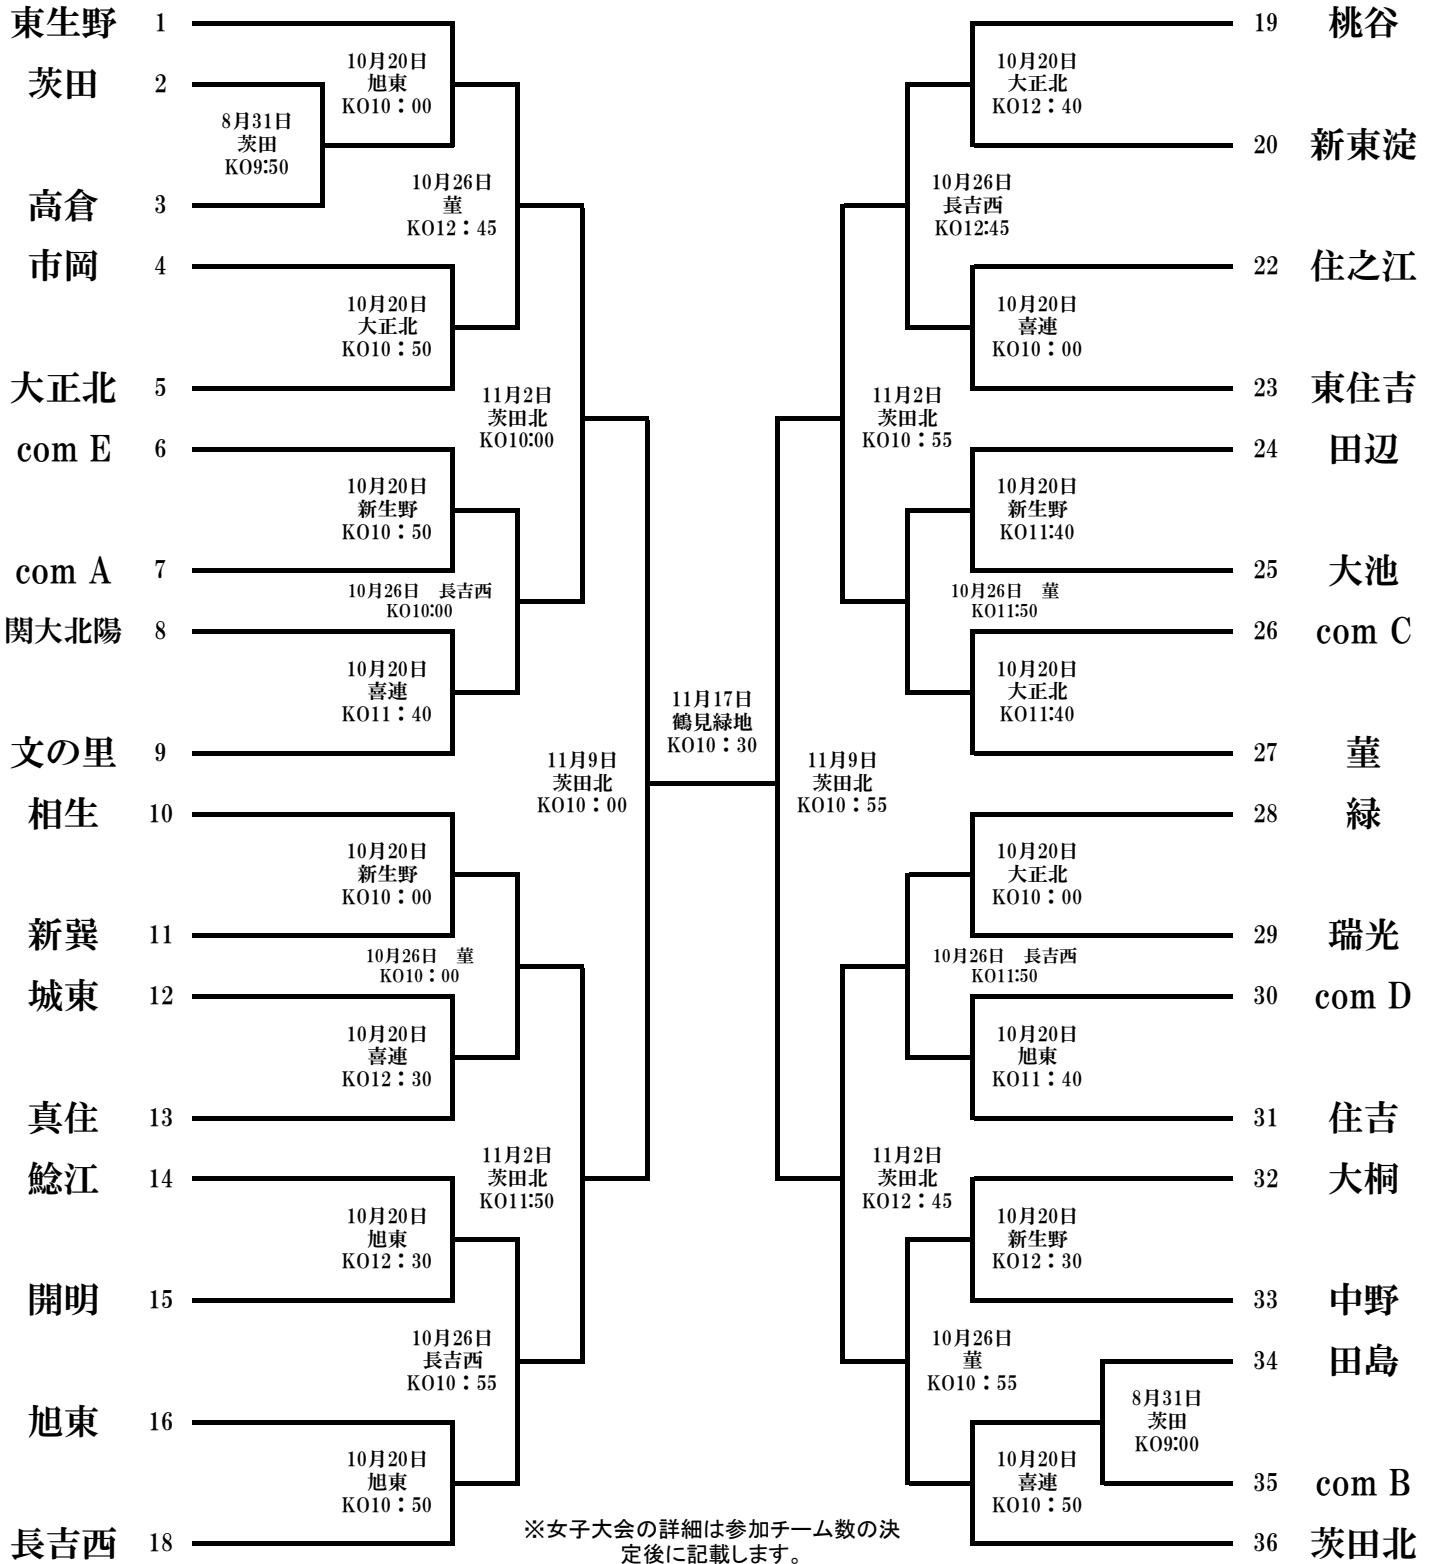 東生野 1
茨田 2
高倉 3
市岡 4
大正北 5
com E 6
com A 7
関大北陽 8
文の里 9
相生 10
新巽 11
城東 12
真住 13
鯰江 14
開明 15
旭東 16
長吉西 18
8月31日
茨田
KO9:50
10月20日
旭東
KO10：00
10月20日
大正北
KO10：50
10月20日
新生野
KO10：50
10月20日
喜連
KO11：40
10月20日
新生野
KO10：00
10月20日
喜連
KO12：30
10月20日
旭東
KO12：30
10月20日
旭東
KO10：50
10月26日
菫
KO12：45
10月26日　長吉西
KO10:00
10月26日　菫
KO10：00
10月26日
長吉西
KO10：55
11月2日
茨田北
KO10:00
11月2日
茨田北
KO11:50
11月9日
茨田北
KO10：00
11月17日
鶴見緑地
KO10：30
11月9日
茨田北
KO10：55
11月2日
茨田北
KO10：55
11月2日
茨田北
KO12：45
10月26日
長吉西
KO12:45
10月26日　菫
KO11:50
10月26日　長吉西
KO11:50
10月26日
菫
KO10：55
10月20日
大正北
KO12：40
10月20日
喜連
KO10：00
10月20日
新生野
KO11:40
10月20日
大正北
KO11:40
10月20日
大正北
KO10：00
10月20日
旭東
KO11：40
10月20日
新生野
KO12：30
10月20日
喜連
KO10：50
8月31日
茨田
KO9:00
19 桃谷
20 新東淀
22 住之江
23 東住吉
24 田辺
25 大池
26 com C
27 菫
28 緑
29 瑞光
30 com D
31 住吉
32 大桐
33 中野
34 田島
35 com B
36 茨田北
※女子大会の詳細は参加チーム数の決
定後に記載します。